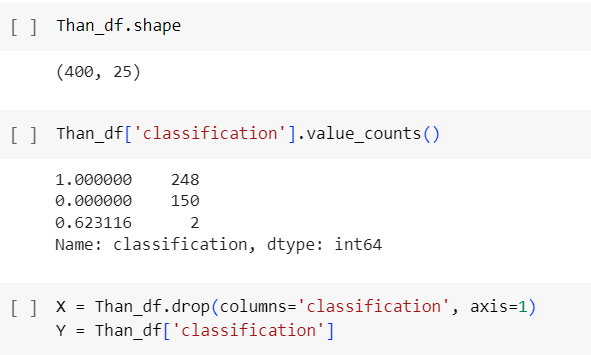 [ ] Than_df.shape
(400, 25)
[ ] Than_df['classification'].value_counts()
1.000000    248
0.000000    150
0.623116      2
Name: classification, dtype: int64
[ ] X = Than_df.drop(columns='classification', axis=1)
Y = Than_df['classification']